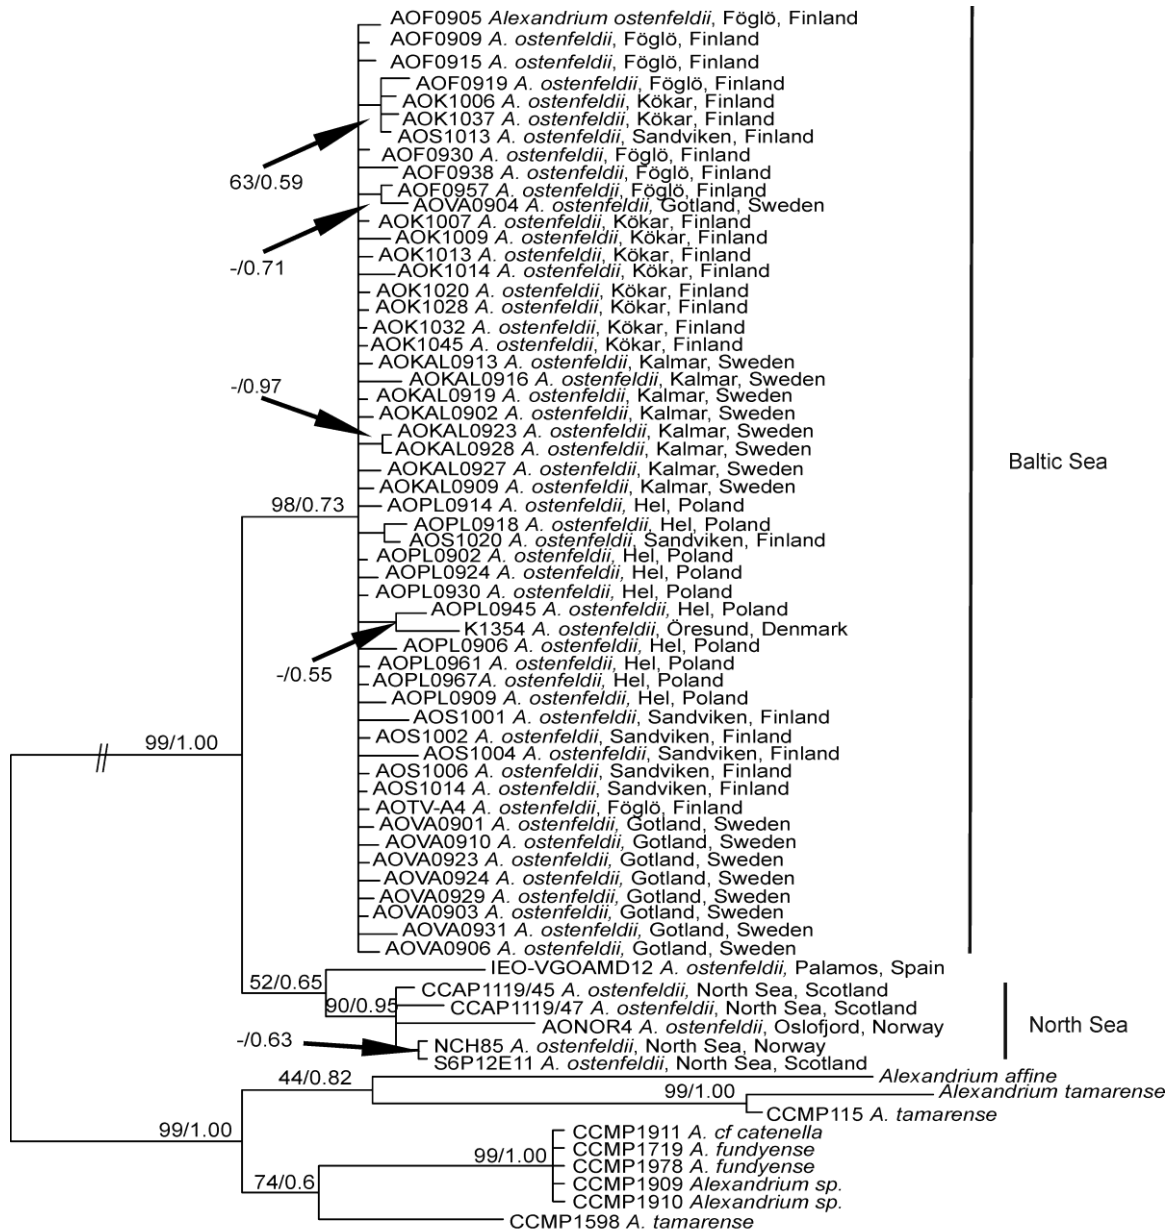 AOF0905 Alexandrium ostenfeldii, Föglö, Finland
AOF0909 A. ostenfeldii, Föglö, Finland
AOF0915 A. ostenfeldii, Föglö, Finland
AOF0919 A. ostenfeldii, Föglö, Finland
AOK1006 A. ostenfeldii, Kökar, Finland
AOK1037 A. ostenfeldii, Kökar, Finland
AOS1013 A. ostenfeldii, Sandviken, Finland
AOF0930 A. ostenfeldii, Föglö, Finland
63/0.59
AOF0938 A. ostenfeldii, Föglö, Finland
AOF0957 A. ostenfeldii, Föglö, Finland
AOVA0904 A. ostenfeldii, Gotland, Sweden
AOK1007 A. ostenfeldii, Kökar, Finland
AOK1009 A. ostenfeldii, Kökar, Finland
AOK1013 A. ostenfeldii, Kökar, Finland
-/0.71
AOK1014 A. ostenfeldii, Kökar, Finland
AOK1020 A. ostenfeldii, Kökar, Finland
AOK1028 A. ostenfeldii, Kökar, Finland
AOK1032 A. ostenfeldii, Kökar, Finland
AOK1045 A. ostenfeldii, Kökar, Finland
AOKAL0913 A. ostenfeldii, Kalmar, Sweden
AOKAL0916 A. ostenfeldii, Kalmar, Sweden
-/0.97
AOKAL0919 A. ostenfeldii, Kalmar, Sweden
AOKAL0902 A. ostenfeldii, Kalmar, Sweden
AOKAL0923 A. ostenfeldii, Kalmar, Sweden
AOKAL0928 A. ostenfeldii, Kalmar, Sweden
Baltic Sea
AOKAL0927 A. ostenfeldii, Kalmar, Sweden
AOKAL0909 A. ostenfeldii, Kalmar, Sweden
98/0.73
AOPL0914 A. ostenfeldii, Hel, Poland
AOPL0918 A. ostenfeldii, Hel, Poland
AOS1020 A. ostenfeldii, Sandviken, Finland
AOPL0902 A. ostenfeldii, Hel, Poland
AOPL0924 A. ostenfeldii, Hel, Poland
AOPL0930 A. ostenfeldii, Hel, Poland
AOPL0945 A. ostenfeldii, Hel, Poland
K1354 A. ostenfeldii, Öresund, Denmark
AOPL0906 A. ostenfeldii, Hel, Poland
AOPL0961 A. ostenfeldii, Hel, Poland
-/0.55
AOPL0967A. ostenfeldii, Hel, Poland
AOPL0909 A. ostenfeldii, Hel, Poland
AOS1001 A. ostenfeldii, Sandviken, Finland
AOS1002 A. ostenfeldii, Sandviken, Finland
99/1.00
//
AOS1004 A. ostenfeldii, Sandviken, Finland
AOS1006 A. ostenfeldii, Sandviken, Finland
AOS1014 A. ostenfeldii, Sandviken, Finland
AOTV-A4 A. ostenfeldii, Föglö, Finland
AOVA0901 A. ostenfeldii, Gotland, Sweden
AOVA0910 A. ostenfeldii, Gotland, Sweden
AOVA0923 A. ostenfeldii, Gotland, Sweden
AOVA0924 A. ostenfeldii, Gotland, Sweden
AOVA0929 A. ostenfeldii, Gotland, Sweden
AOVA0903 A. ostenfeldii, Gotland, Sweden
AOVA0931 A. ostenfeldii, Gotland, Sweden
AOVA0906 A. ostenfeldii, Gotland, Sweden
IEO-VGOAMD12 A. ostenfeldii, Palamos, Spain
52/0.65
CCAP1119/45 A. ostenfeldii, North Sea, Scotland
90/0.95
CCAP1119/47 A. ostenfeldii, North Sea, Scotland
AONOR4 A. ostenfeldii, Oslofjord, Norway
North Sea
-/0.63
NCH85 A. ostenfeldii, North Sea, Norway
S6P12E11 A. ostenfeldii, North Sea, Scotland
44/0.82
Alexandrium affine
99/1.00
Alexandrium tamarense
CCMP115 A. tamarense
99/1.00
CCMP1911 A. cf catenella
CCMP1719 A. fundyense
99/1.00
CCMP1978 A. fundyense
74/0.6
CCMP1909 Alexandrium sp.
CCMP1910 Alexandrium sp.
CCMP1598 A. tamarense